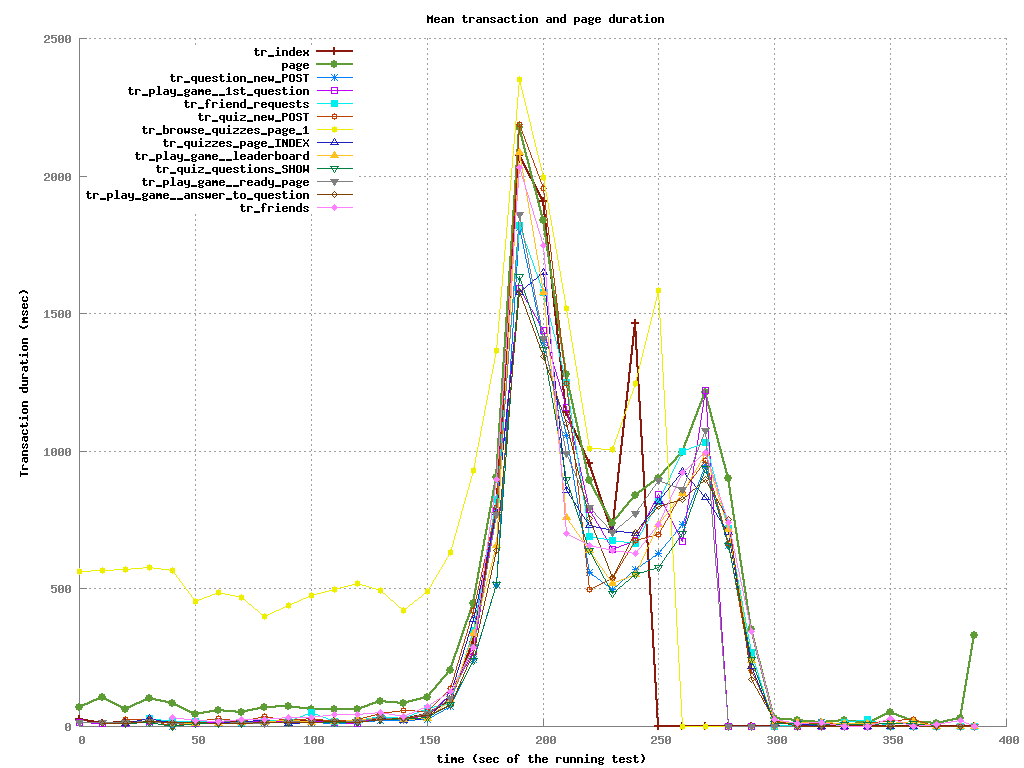 Mean transaction and page duration
2500
2000
1500
1000
500
0
tr_index
page
tr_question_new_POST
tr_play_game__1st_question
tr_friend_requests
tr_quiz_new_POST
tr_browse_quizzes_page_1
tr_quizzes_page_INDEX
tr_play_game__leaderboard
tr_quiz_questions_SHOW
tr_play_game__ready_page
tr_play_game__answer_to_question
tr_friends
Transaction duration (msec)
0 50 100 150 200 250 300 350 400
time (sec of the running test)